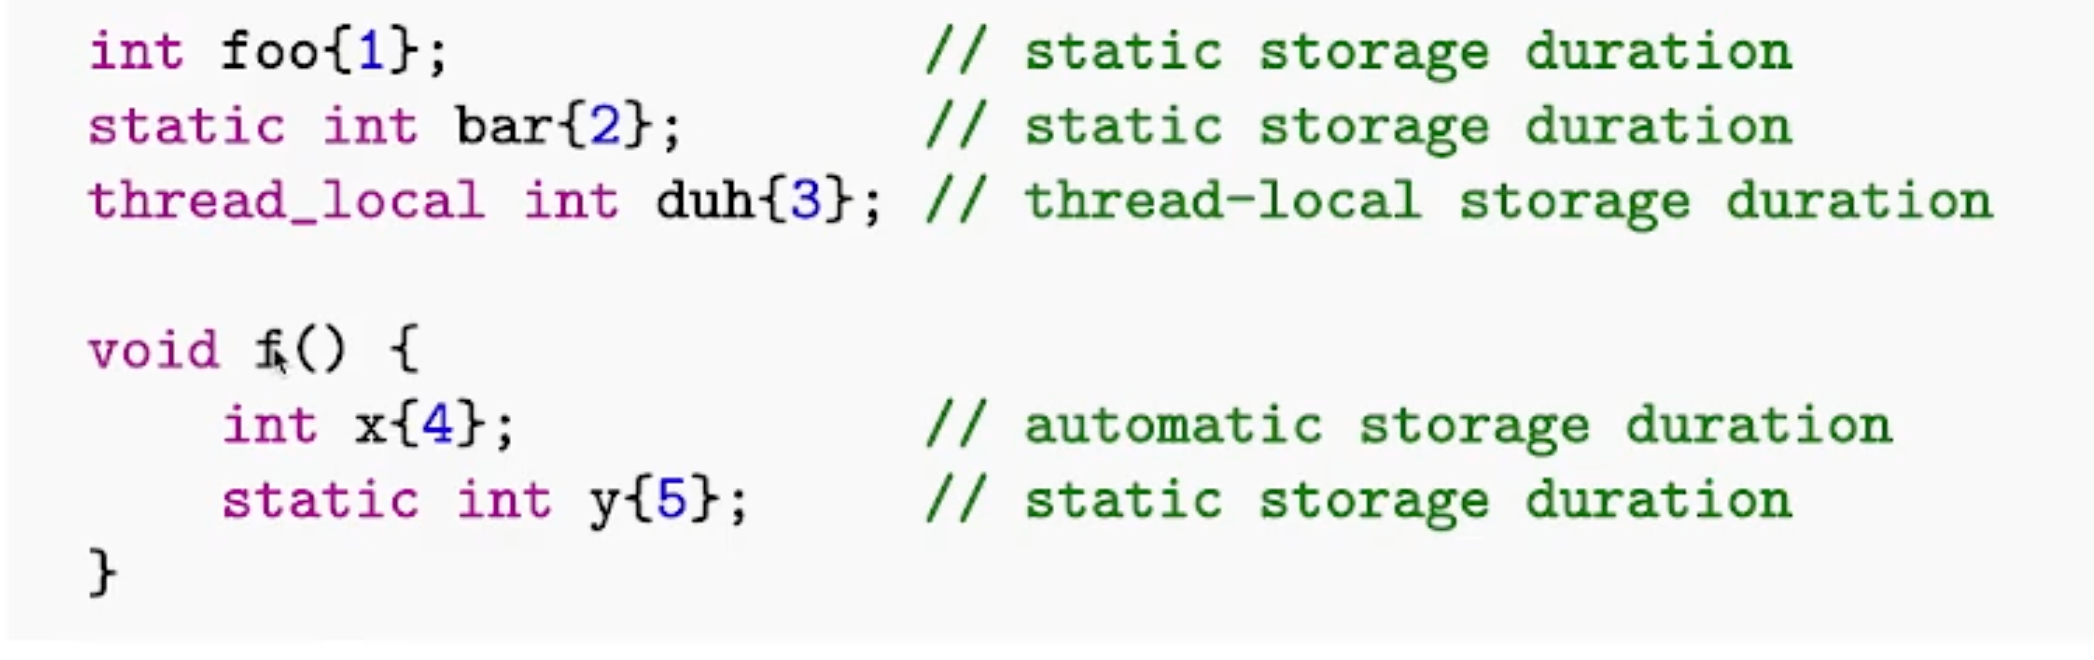 int foo{1};                // static storage duration
static int bar{2};         // static storage duration
thread_local int duh{3};   // thread-local storage duration
void f() {
    int x{4};              // automatic storage duration
    static int y{5};       // static storage duration
}